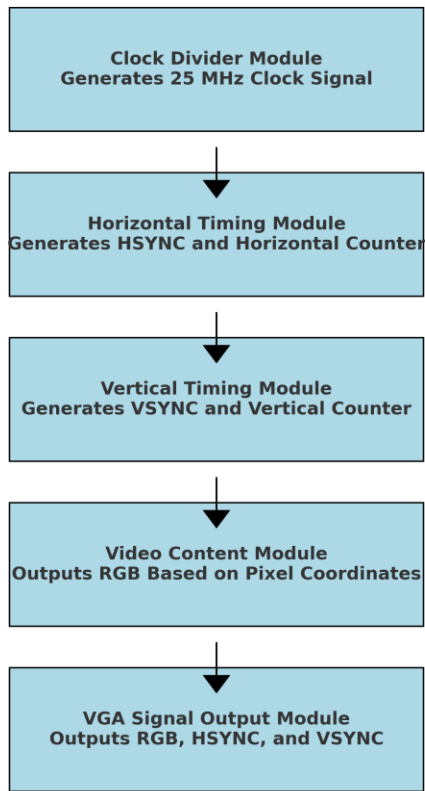 Clock Divider Module
Generates 25 MHz Clock Signal
Horizontal Timing Module
Generates HSYNC and Horizontal Counter
Vertical Timing Module
Generates VSYNC and Vertical Counter
Video Content Module
Outputs RGB Based on Pixel Coordinates
VGA Signal Output Module
Outputs RGB, HSYNC, and VSYNC